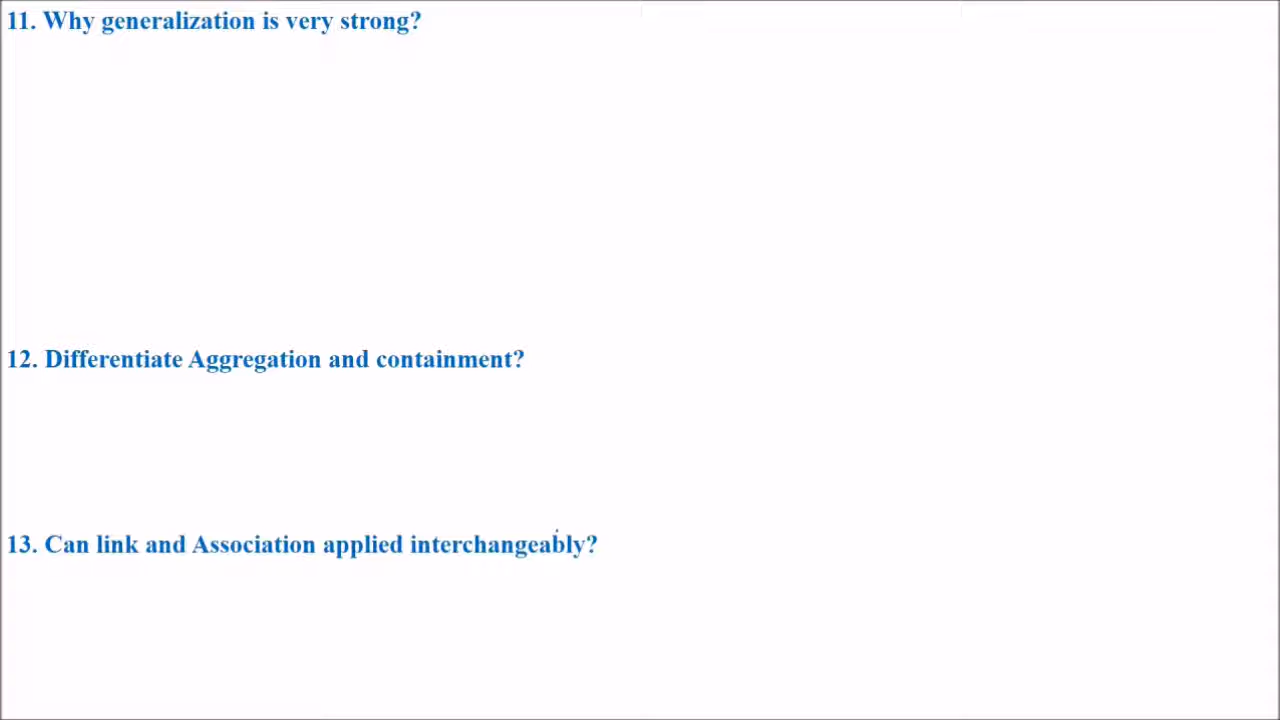 11. Why generalization is very strong?
12. Differentiate Aggregation and containment?
13. Can link and Association applied interchangeably?